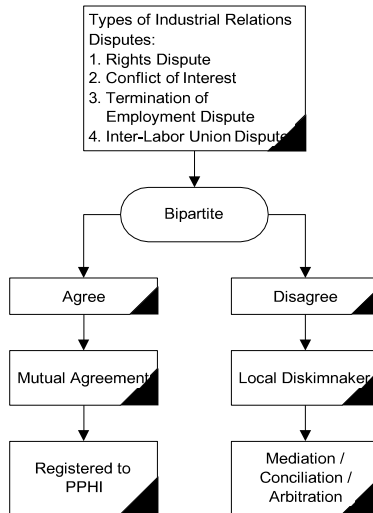 Types of Industrial Relations
Disputes:
1. Rights Dispute
2. Conflict of Interest
3. Termination of
Employment Dispute
4. Inter-Labor Union Dispute
Bipartite
Agree
Disagree
Mutual Agreement
Local Diskimnaker
Registered to
PPHI
Mediation /
Conciliation /
Arbitration